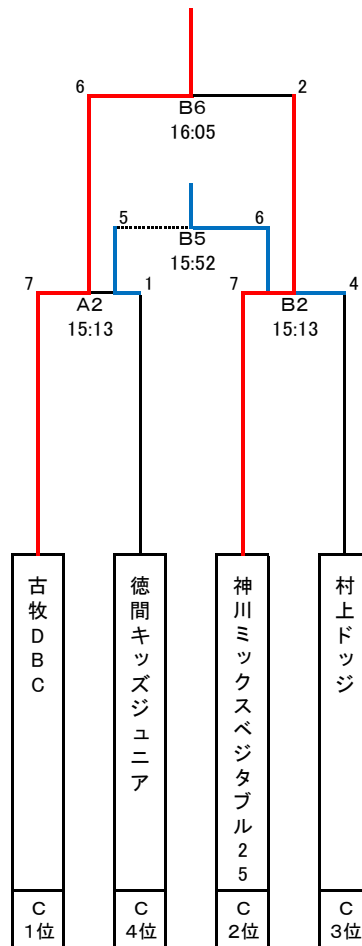 6
2
B6
16:05
5
6
B5
15:52
7
1
7
4
A2
15:13
B2
15:13
古牧DBC
徳間キッズジュニア
神川ミックスベジタブル25
村上ドッジ
C
1位
C
4位
C
2位
C
3位